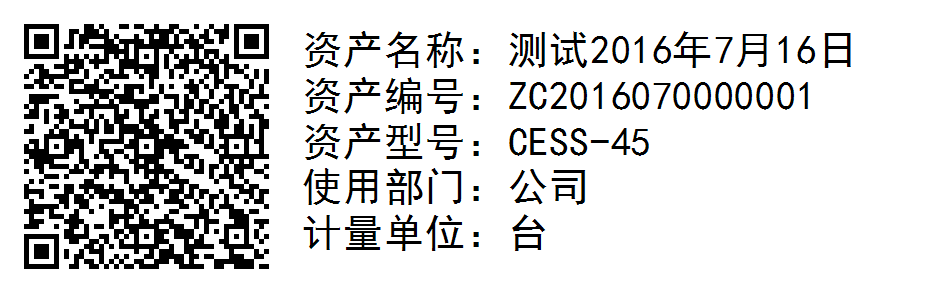 资产名称：测试2016年7月16日
资产编号：ZC2016070000001
资产型号：CESS-45
使用部门：公司
计量单位：台